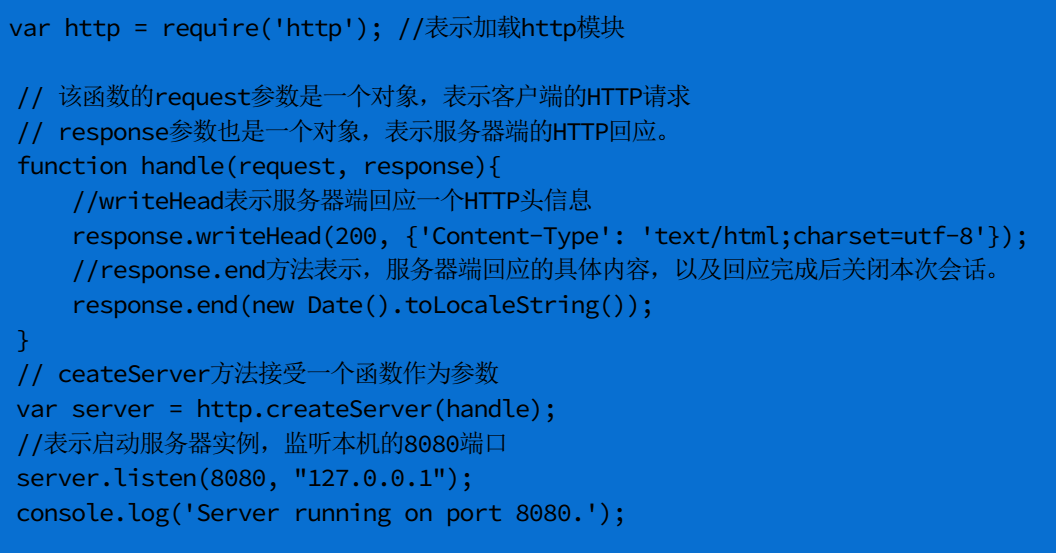 var http = require('http'); //表示加载http模块
// 该函数的request参数是一个对象，表示客户端的HTTP请求
// response参数也是一个对象，表示服务器端的HTTP回应。
function handle(request, response){
//writeHead表示服务器端回应一个HTTP头信息
response.writeHead(200, {'Content-Type': 'text/html;charset=utf-8'});
//response.end方法表示，服务器端回应的具体内容，以及回应完成后关闭本次会话。
response.end(new Date().toLocaleString());
}
// ceateServer方法接受一个函数作为参数
var server = http.createServer(handle);
//表示启动服务器实例，监听本机的8080端口
server.listen(8080, "127.0.0.1");
console.log('Server running on port 8080.');